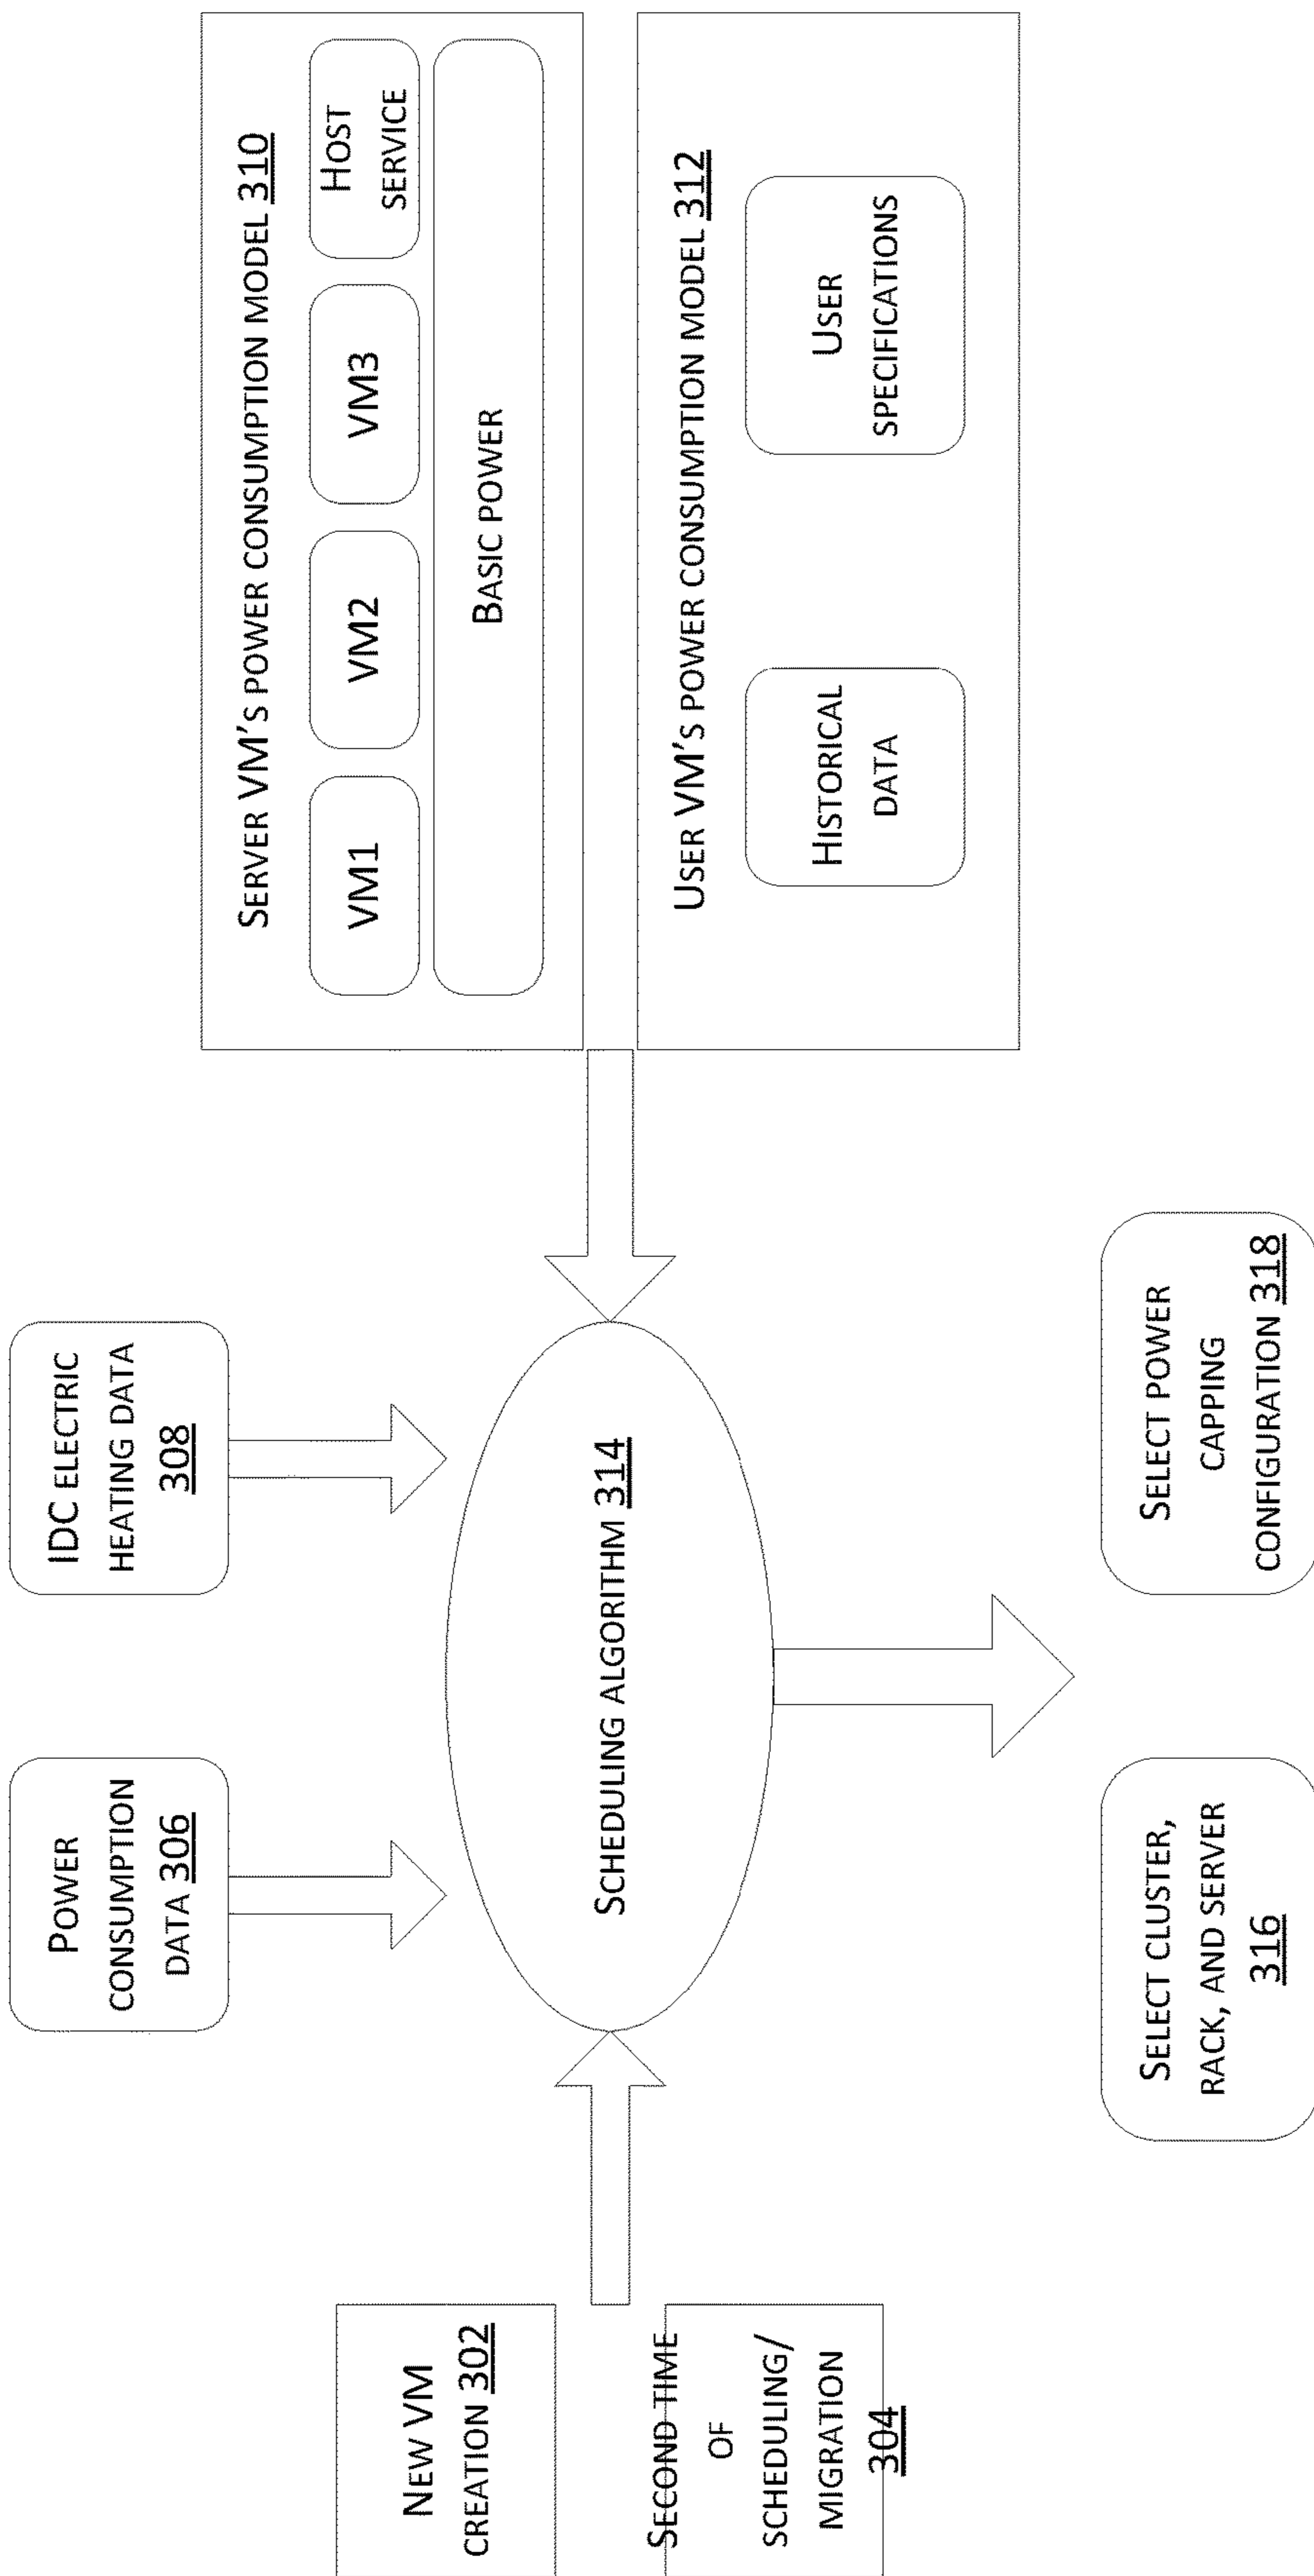 POWER
CONSUMPTION
DATA 306
IDC ELECTRIC
HEATING DATA
308
NEW VM
CREATION 302
SECOND TIME
OF
SCHEDULING/
MIGRATION
304
SCHEDULING ALGORITHM 314
SERVER VM'S POWER CONSUMPTION MODEL 310
VM1
VM2
VM3
HOST
SERVICE
BASIC POWER
USER VM'S POWER CONSUMPTION MODEL 312
HISTORICAL
DATA
USER
SPECIFICATIONS
SELECT CLUSTER,
RACK, AND SERVER
316
SELECT POWER
CAPPING
CONFIGURATION 318